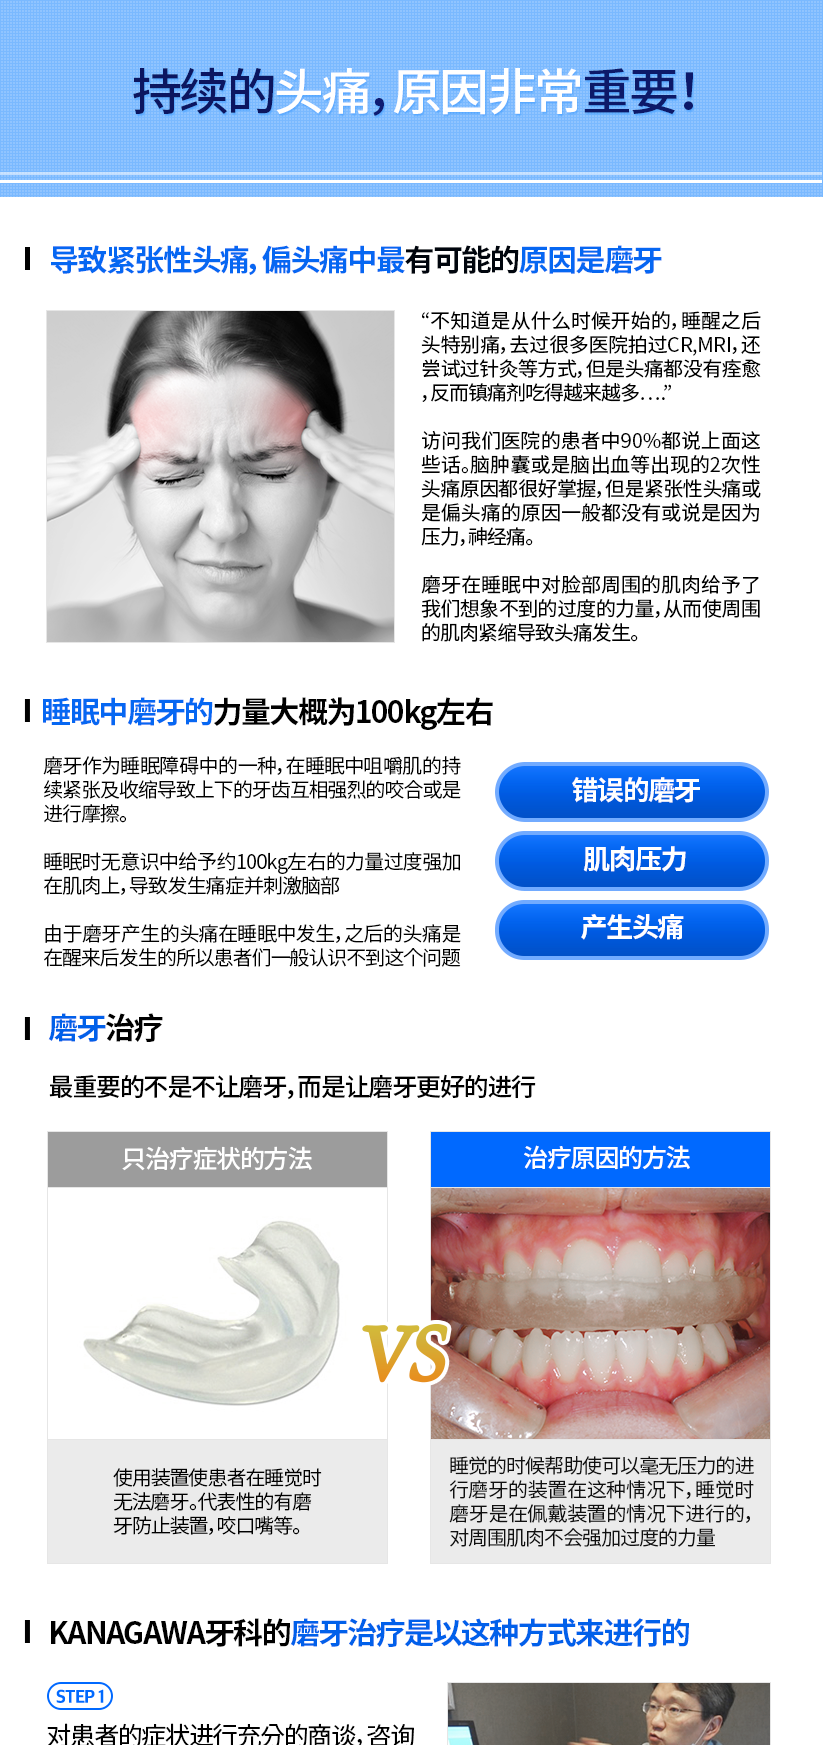 持续的头痛,原因非常重要!
导致紧张性头痛, 偏头痛中最有可能的原因是磨牙
“不知道是从什么时候开始的, 睡醒之后
头特别痛, 去过很多医院拍过CR,MRI, 还
尝试过针灸等方式, 但是头痛都没有痊愈
, 反而镇痛剂吃得越来越多….”
访问我们医院的患者中90%都说上面这
些话。脑肿囊或是脑出血等出现的2次性
头痛原因都很好掌握, 但是紧张性头痛或
是偏头痛的原因一般都没有或说是因为
压力, 神经痛。
磨牙在睡眠中对脸部周围的肌肉给予了
我们想象不到的过度的力量, 从而使周围
的肌肉紧缩导致头痛发生。
睡眠中磨牙的力量大概为100kg左右
磨牙作为睡眠障碍中的一种, 在睡眠中咀嚼肌的持
续紧张及收缩导致上下的牙齿互相强烈的咬合或是
进行摩擦。
睡眠时无意识中给予约100kg左右的力量过度强加
在肌肉上, 导致发生痛症并刺激脑部
由于磨牙产生的头痛在睡眠中发生, 之后的头痛是
在醒来后发生的所以患者们一般认识不到这个问题
错误的磨牙
肌肉压力
产生头痛
磨牙治疗
最重要的不是不让磨牙, 而是让磨牙更好的进行
只治疗症状的方法
治疗原因的方法
VS
使用装置使患者在睡觉时
无法磨牙。代表性的有磨
牙防止装置, 咬口嘴等。
睡觉的时候帮助使可以毫无压力的进
行磨牙的装置在这种情况下, 睡觉时
磨牙是在佩戴装置的情况下进行的,
对周围肌肉不会强加过度的力量
KANAGAWA牙科的磨牙治疗是以这种方式来进行的
STEP 1
对患者的症状进行充分的商谈, 咨询